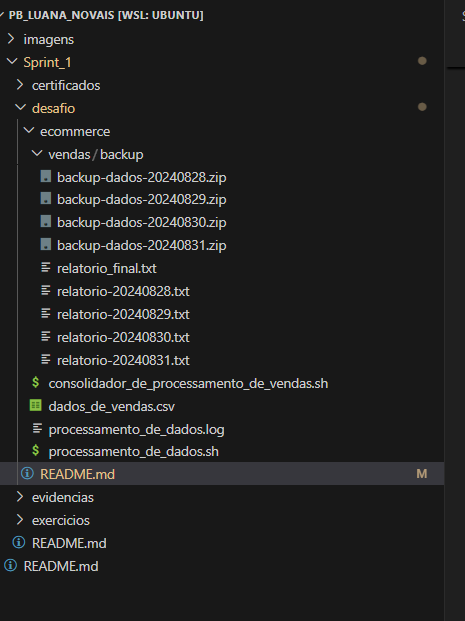 PB_LUANA_NOVAIS [WSL: UBUNTU]
imagens
Sprint_1
certificados
desafio
ecommerce
vendas/backup
backup-dados-20240828.zip
backup-dados-20240829.zip
backup-dados-20240830.zip
backup-dados-20240831.zip
relatorio_final.txt
relatorio-20240828.txt
relatorio-20240829.txt
relatorio-20240830.txt
relatorio-20240831.txt
$ consolidador_de_processamento_de_vendas.sh
dados_de_vendas.csv
processamento_de_dados.log
$ processamento_de_dados.sh
README.md M
evidencias
exercicios
README.md
README.md